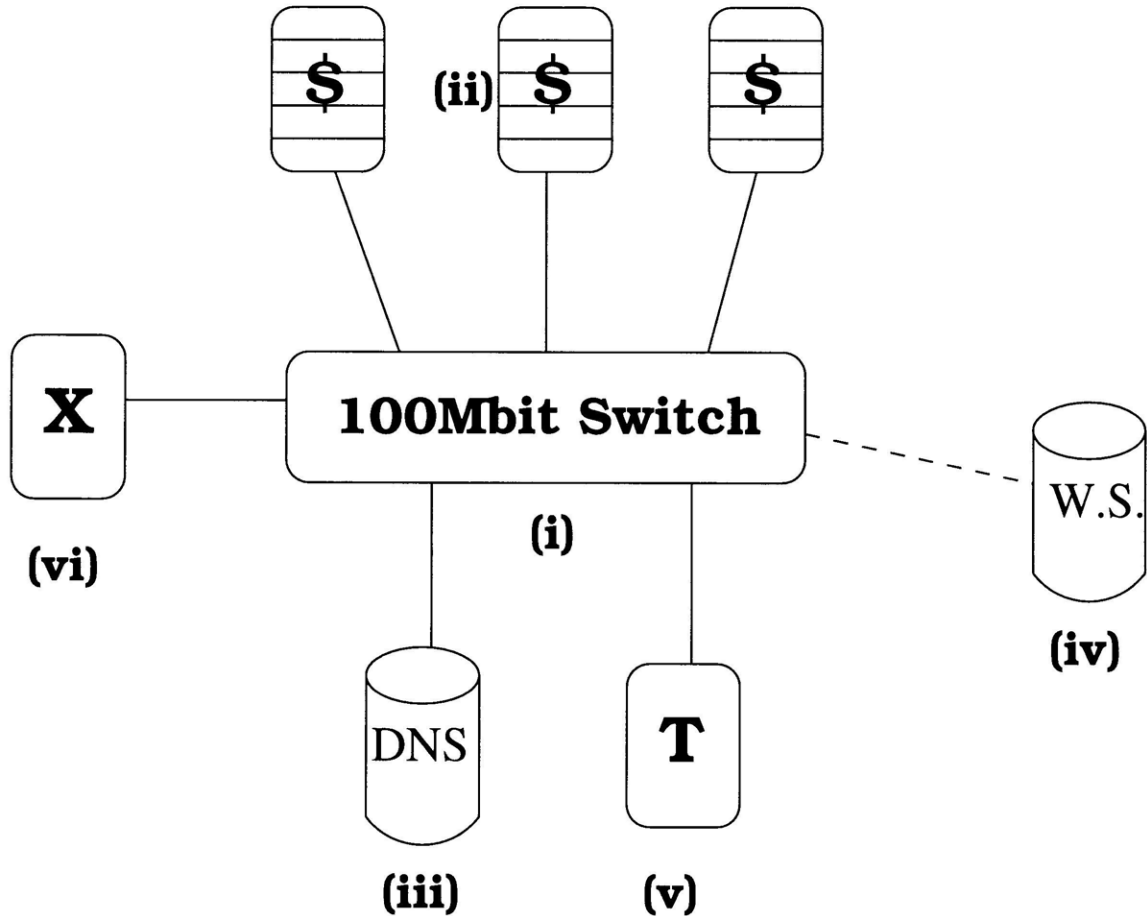 $
(ii) $
$
X
100Mbit Switch
W.S.
(i)
(vi)
(iv)
DNS
T
(iii)
(v)